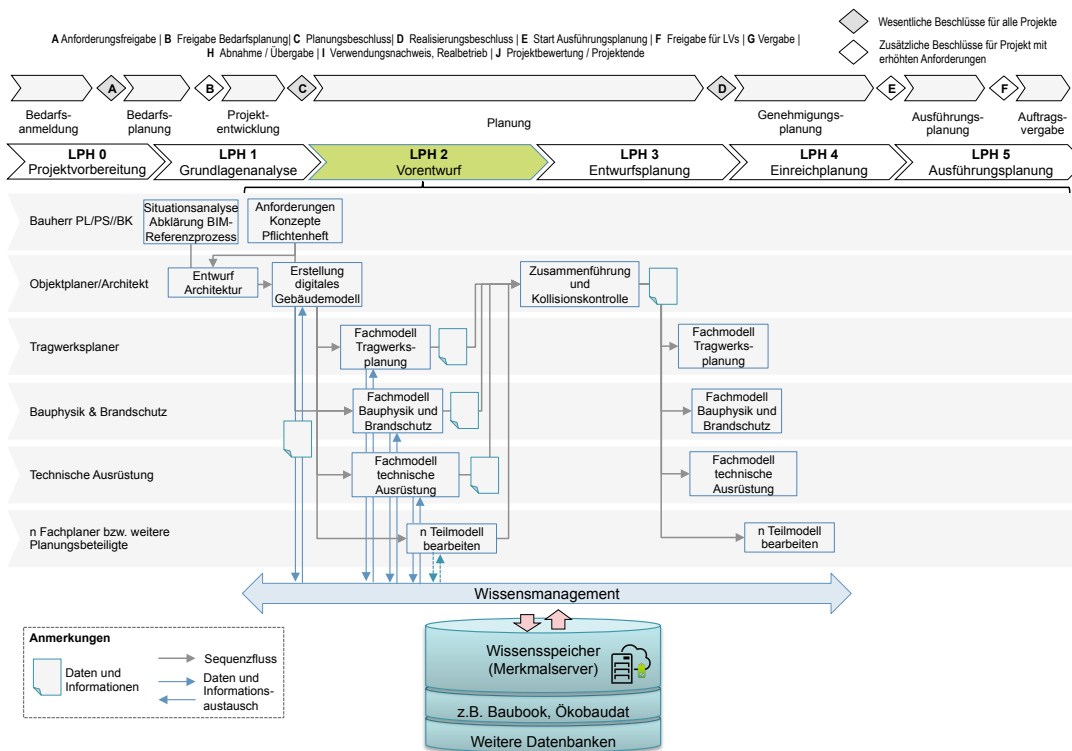 Wesentliche Beschlüsse für alle Projekte
Zusätzliche Beschlüsse für Projekt mit
erhöhten Anforderungen
A Anforderungsfreigabe | B Freigabe Bedarfsplanung| C Planungsbeschluss| D Realisierungsbeschluss | E Start Ausführungsplanung | F Freigabe für LVs | G Vergabe |
H Abnahme / Übergabe | I Verwendungsnachweis, Realbetrieb | J Projektbewertung / Projektende
A
B
C
D
E
F
Bedarfs-
anmeldung
Bedarfs-
planung
Projekt-
entwicklung
Planung
Genehmigungs-
planung
Ausführungs-
planung
Auftrags-
vergabe
LPH 0
Projektvorbereitung
LPH 1
Grundlagenanalyse
LPH 2
Vorentwurf
LPH 3
Entwurfsplanung
LPH 4
Einreichplanung
LPH 5
Ausführungsplanung
Bauherr PL/PS//BK
Situationsanalyse
Abklärung BIM-
Referenzprozess
Anforderungen
Konzepte
Pflichtenheft
Objektplaner/Architekt
Entwurf
Architektur
Erstellung
digitales
Gebäudemodell
Zusammenführung
und
Kollisionskontrolle
Tragwerksplaner
Fachmodell
Tragwerks-
planung
Fachmodell
Tragwerks-
planung
Bauphysik & Brandschutz
Fachmodell
Bauphysik und
Brandschutz
Fachmodell
Bauphysik und
Brandschutz
Technische Ausrüstung
Fachmodell
technische
Ausrüstung
Fachmodell
technische
Ausrüstung
n Fachplaner bzw. weitere
Planungsbeteiligte
n Teilmodell
bearbeiten
n Teilmodell
bearbeiten
Wissensmanagement
Wissensspeicher
(Merkmalserver)
z.B. Baubook, Ökobaudat
Weitere Datenbanken
Anmerkungen
Daten und
Informationen
Sequenzfluss
Daten und
Informations-
austausch